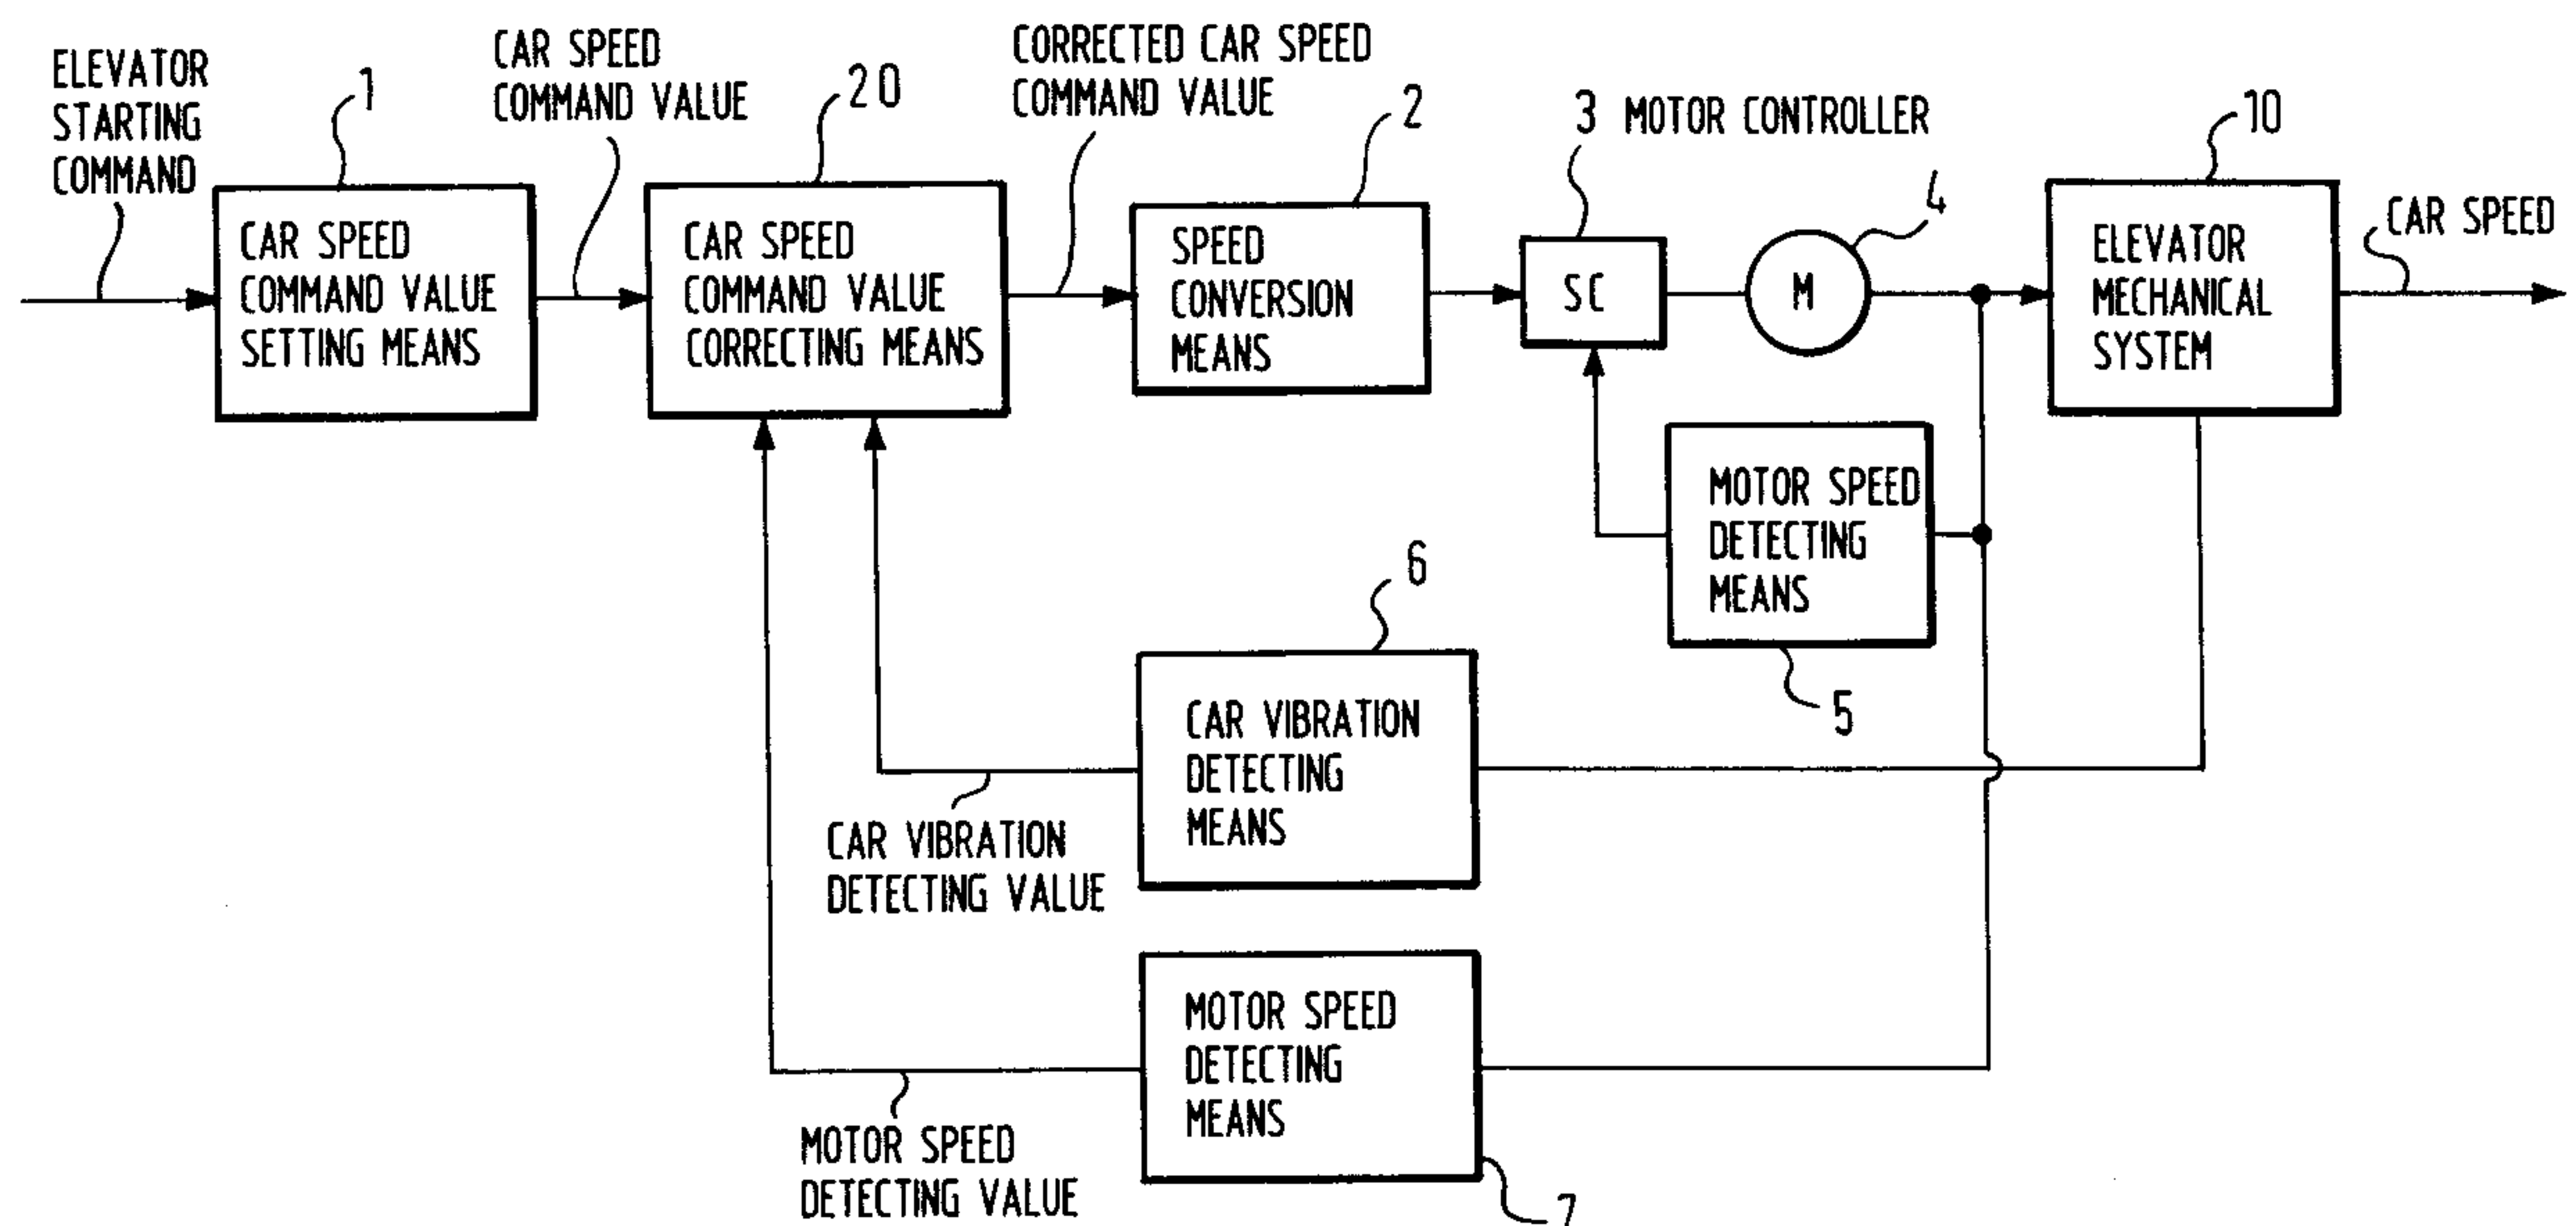 ELEVATOR
STARTING
COMMAND
1
CAR SPEED
COMMAND VALUE
SETTING MEANS
CAR SPEED
COMMAND VALUE
20
CAR SPEED
COMMAND VALUE
CORRECTING MEANS
CORRECTED CAR SPEED
COMMAND VALUE
2
SPEED
CONVERSION
MEANS
3 MOTOR CONTROLLER
SC
4
M
10
ELEVATOR
MECHANICAL
SYSTEM
CAR SPEED
MOTOR SPEED
DETECTING
MEANS
5
6
CAR VIBRATION
DETECTING
MEANS
CAR VIBRATION
DETECTING VALUE
MOTOR SPEED
DETECTING
MEANS
7
MOTOR SPEED
DETECTING VALUE